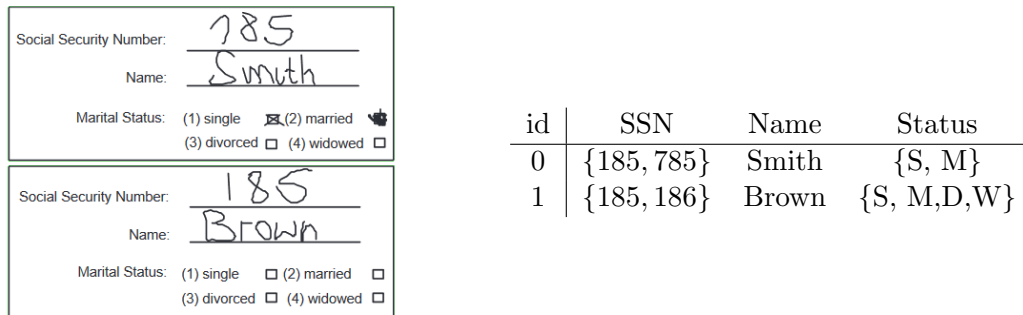 Social Security Number: 185
Name: Smith
Marital Status: (1) single (2) married
(3) divorced (4) widowed
Social Security Number: 185
Name: Brown
Marital Status: (1) single (2) married
(3) divorced (4) widowed
id SSN Name Status
0 {185, 785} Smith {S, M}
1 {185, 186} Brown {S, M,D,W}